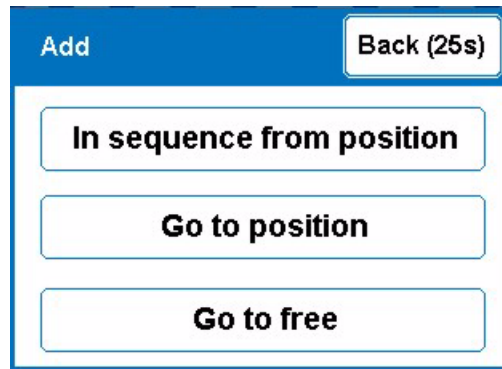 Add
Back (25s)
In sequence from position
Go to position
Go to free